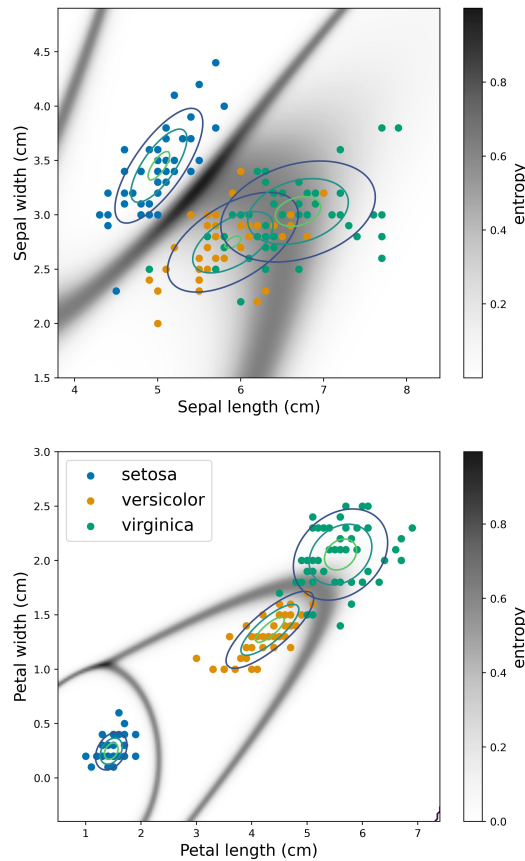 4.5
4.0
3.5
3.0
2.5
2.0
1.5
Sepal width (cm)
4 5 6 7 8
Sepal length (cm)
0.8
0.6
0.4
0.2
entropy
3.0
2.5
2.0
1.5
1.0
0.5
0.0
Petal width (cm)
setosa
versicolor
virginica
1 2 3 4 5 6 7
Petal length (cm)
0.8
0.6
0.4
0.2
0.0
entropy